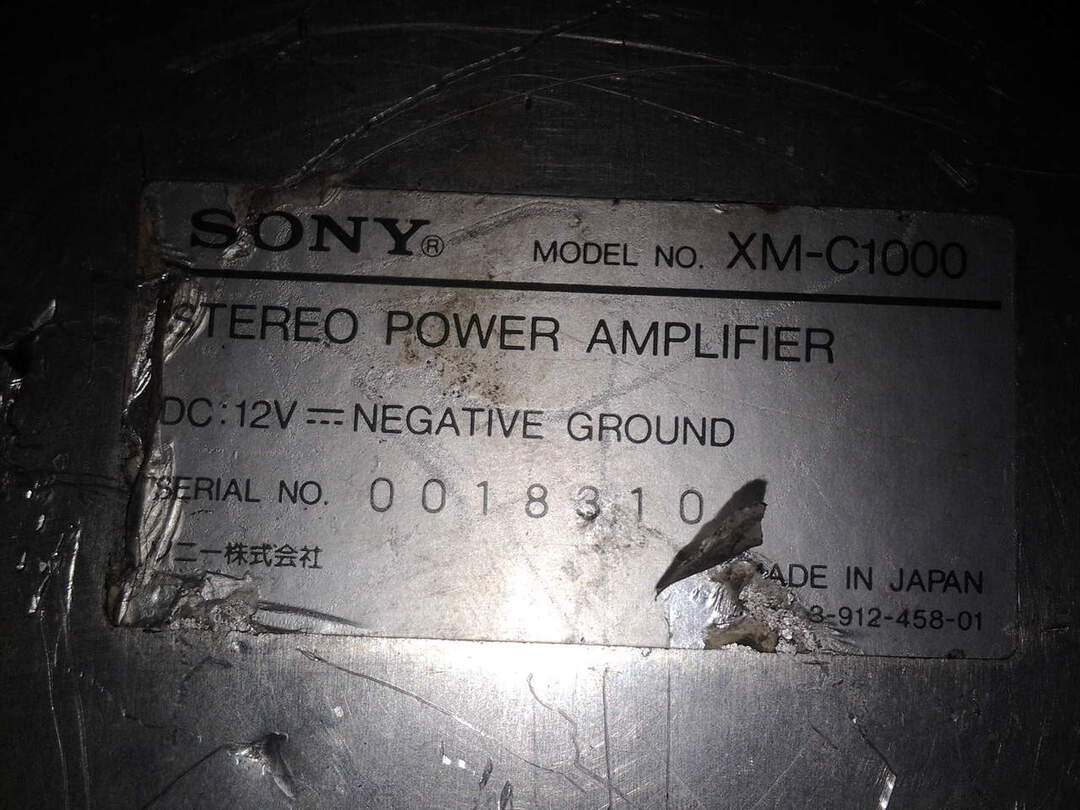 SONY® MODEL NO. XM-C1000
STEREO POWER AMPLIFIER
DC:12V ⎓ NEGATIVE GROUND
SERIAL NO. 0018310
ニー株式会社
MADE IN JAPAN
3-912-458-01